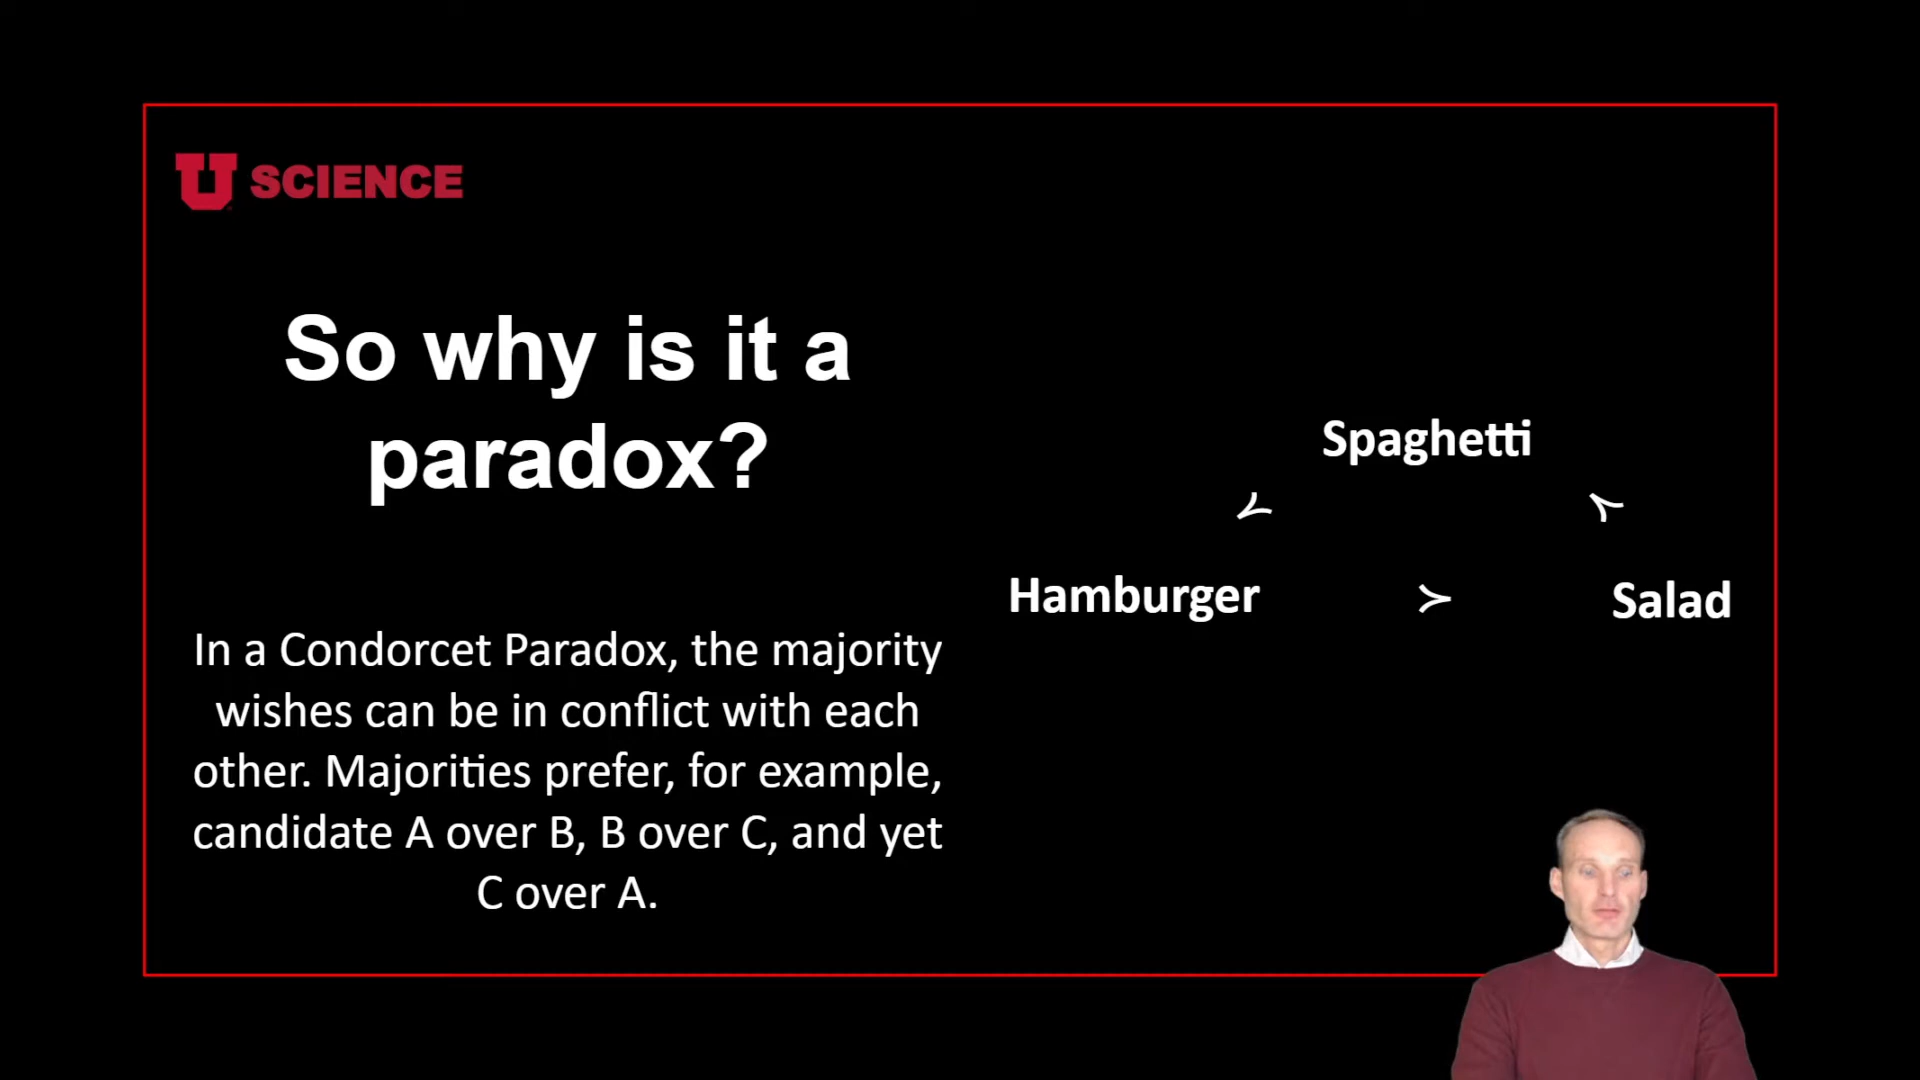 U SCIENCE
So why is it a
paradox?
In a Condorcet Paradox, the majority
wishes can be in conflict with each
other. Majorities prefer, for example,
candidate A over B, B over C, and yet
C over A.
Spaghetti
≻ ≻
Hamburger ≻ Salad